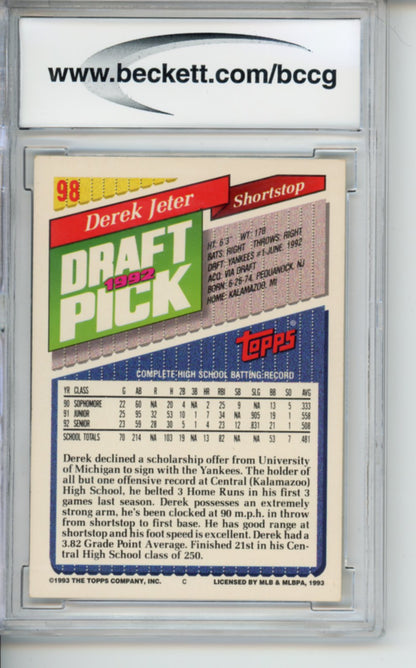 www.beckett.com/bccg
98
Derek Jeter
Shortstop
DRAFT
1992
PICK
HT: 6'3" WT: 178
BATS: RIGHT THROWS: RIGHT
DRFT: YANKEES #1-JUNE, 1992
ACQ: VIA DRAFT
BORN: 6-26-74, PEQUANOCK, NJ
HOME: KALAMAZOO, MI
Topps
COMPLETE HIGH SCHOOL BATTING RECORD
YR CLASS G AB R H 2B 3B HR RBI SB SLG BB SO AVG
90 SOPHOMORE 22 60 NA 20 4 NA 2 25 9 NA 13 5 .333
91 JUNIOR 25 95 32 53 10 1 7 34 NA .905 19 1 .558
92 SENIOR 23 59 28 30 5 1 4 23 12 .831 21 1 .508
SCHOOL TOTALS 70 214 NA 103 19 NA 13 82 NA NA 53 7 .481
Derek declined a scholarship offer from University
of Michigan to sign with the Yankees. The holder of
all but one offensive record at Central (Kalamazoo)
High School, he belted 3 Home Runs in his first 3
games last season. Derek possesses an extremely
strong arm, he's been clocked at 90 m.p.h. in throw
from shortstop to first base. He has good range at
shortstop and his foot speed is excellent. Derek had a
3.82 Grade Point Average. Finished 21st in his Cen-
tral High School class of 250.
©1993 THE TOPPS COMPANY, INC. C LICENSED BY MLB & MLBPA, 1993